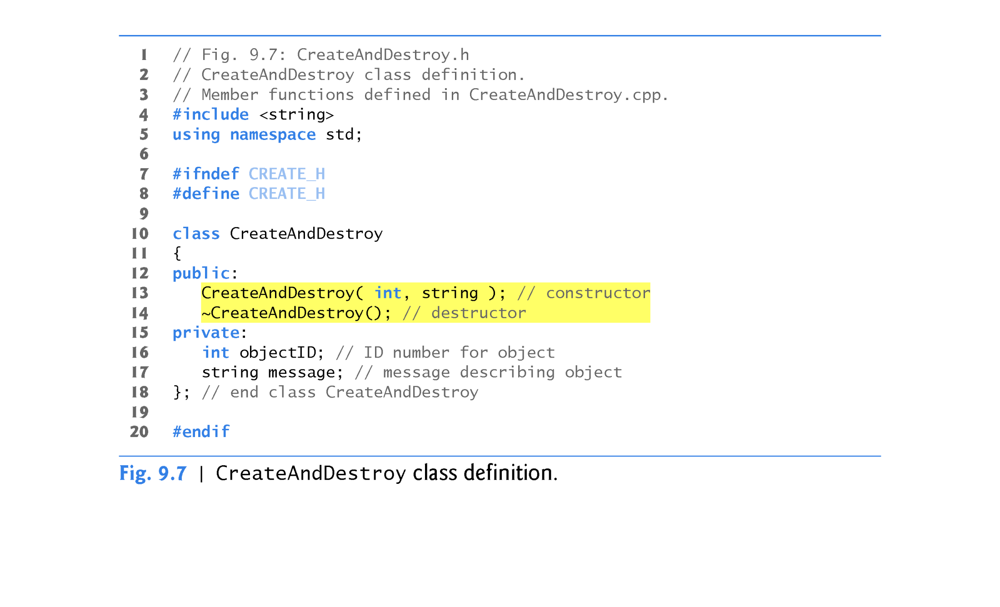 1 // Fig. 9.7: CreateAndDestroy.h
2 // CreateAndDestroy class definition.
3 // Member functions defined in CreateAndDestroy.cpp.
4 #include <string>
5 using namespace std;
6
7 #ifndef CREATE_H
8 #define CREATE_H
9
10 class CreateAndDestroy
11 {
12 public:
13    CreateAndDestroy( int, string ); // constructor
14    ~CreateAndDestroy(); // destructor
15 private:
16    int objectID; // ID number for object
17    string message; // message describing object
18 }; // end class CreateAndDestroy
19
20 #endif
Fig. 9.7 | CreateAndDestroy class definition.